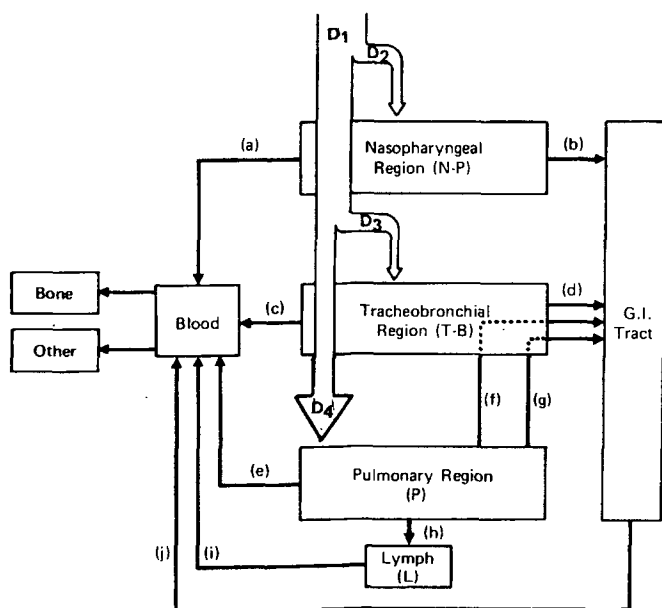 D1
D2
(a)
Nasopharyngeal
Region (N-P)
(b)
D3
Bone
Other
Blood
(c)
Tracheobronchial
Region (T-B)
(d)
G.I.
Tract
D4
(f)
(g)
(e)
Pulmonary Region
(P)
(h)
(j)
(i)
Lymph
(L)